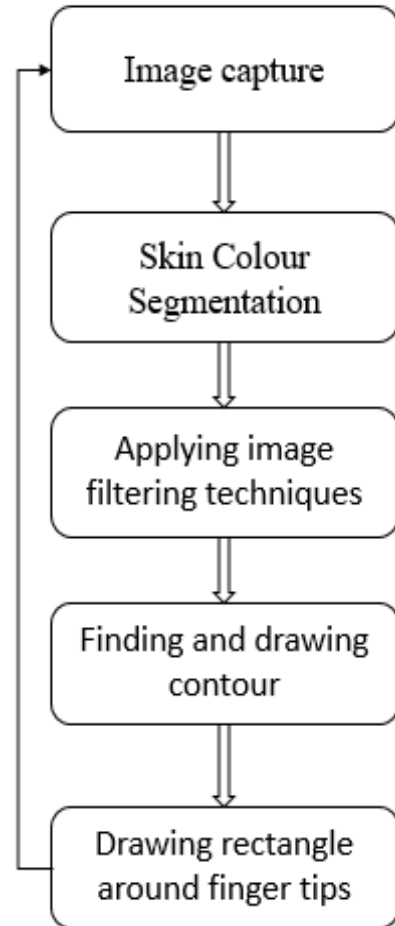 Image capture
Skin Colour
Segmentation
Applying image
filtering techniques
Finding and drawing
contour
Drawing rectangle
around finger tips